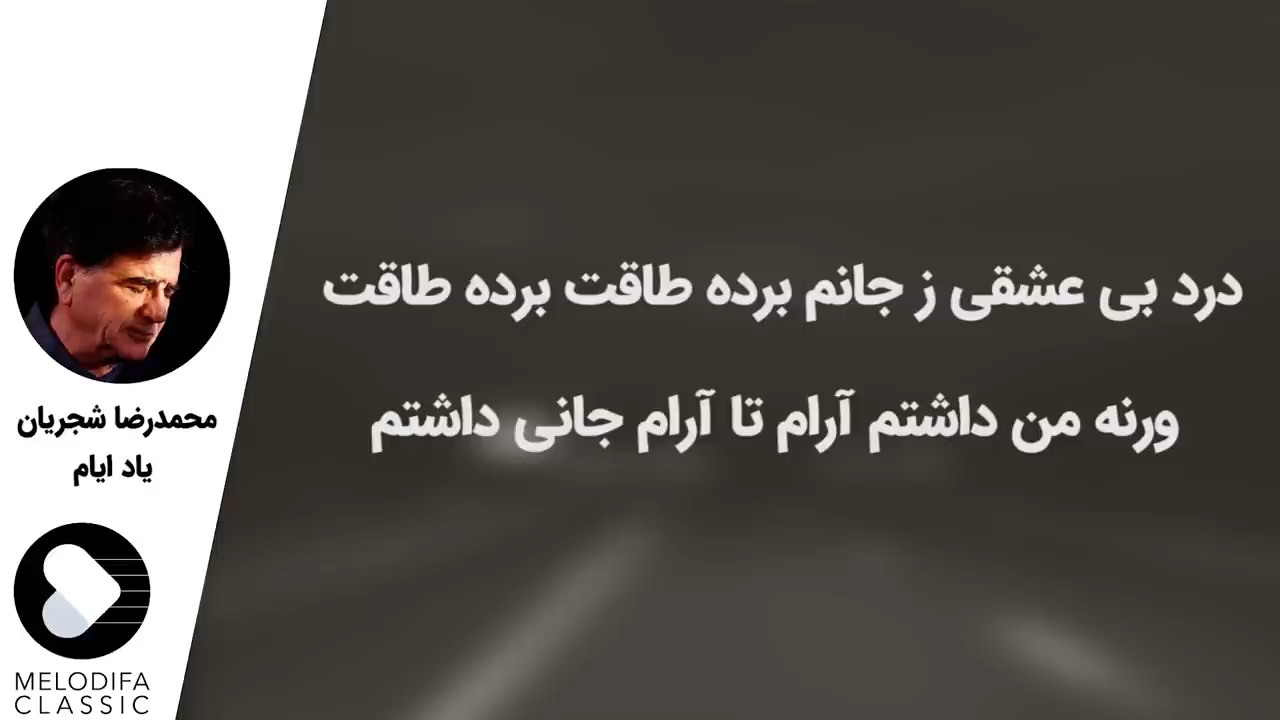 درد بی عشقی ز جانم برده طاقت برده طاقت
ورنه من داشتم آرام تا آرام جانی داشتم
محمدرضا شجریان
یاد ایام
MELODIFA
CLASSIC